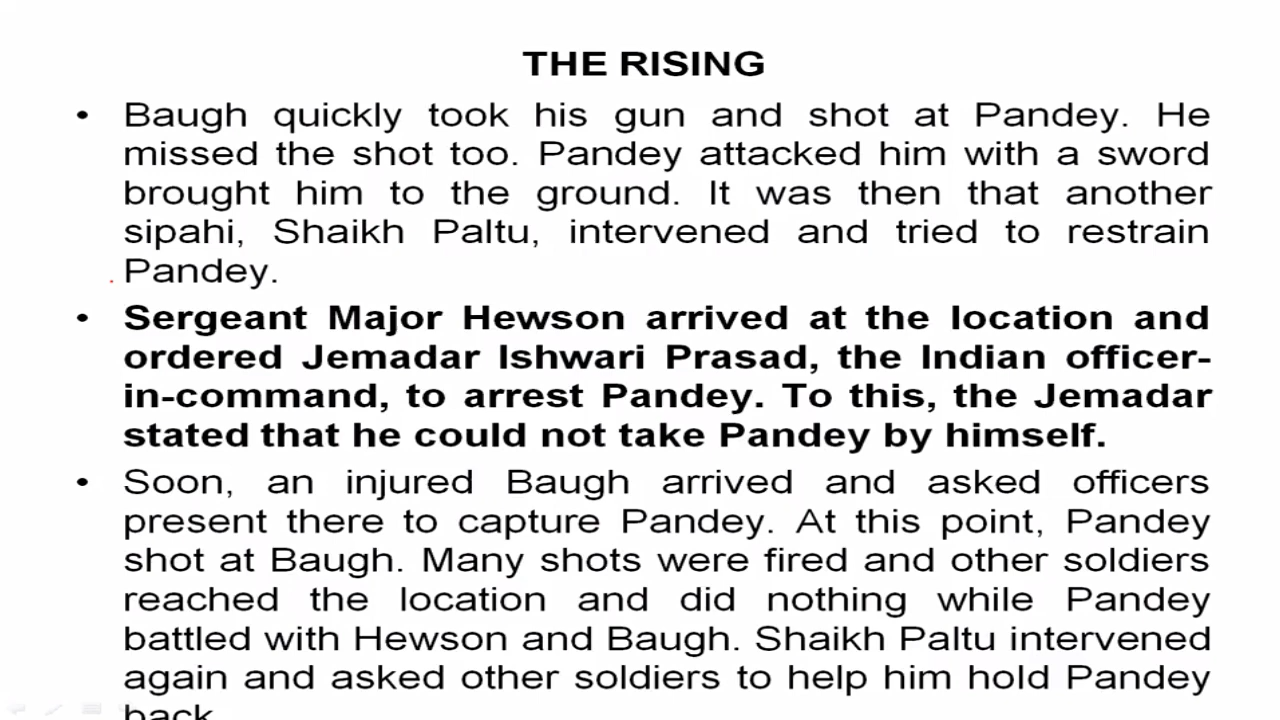 THE RISING
• Baugh quickly took his gun and shot at Pandey. He
missed the shot too. Pandey attacked him with a sword
brought him to the ground. It was then that another
sipahi, Shaikh Paltu, intervened and tried to restrain
Pandey.
• Sergeant Major Hewson arrived at the location and
ordered Jemadar Ishwari Prasad, the Indian officer-
in-command, to arrest Pandey. To this, the Jemadar
stated that he could not take Pandey by himself.
• Soon, an injured Baugh arrived and asked officers
present there to capture Pandey. At this point, Pandey
shot at Baugh. Many shots were fired and other soldiers
reached the location and did nothing while Pandey
battled with Hewson and Baugh. Shaikh Paltu intervened
again and asked other soldiers to help him hold Pandey
back